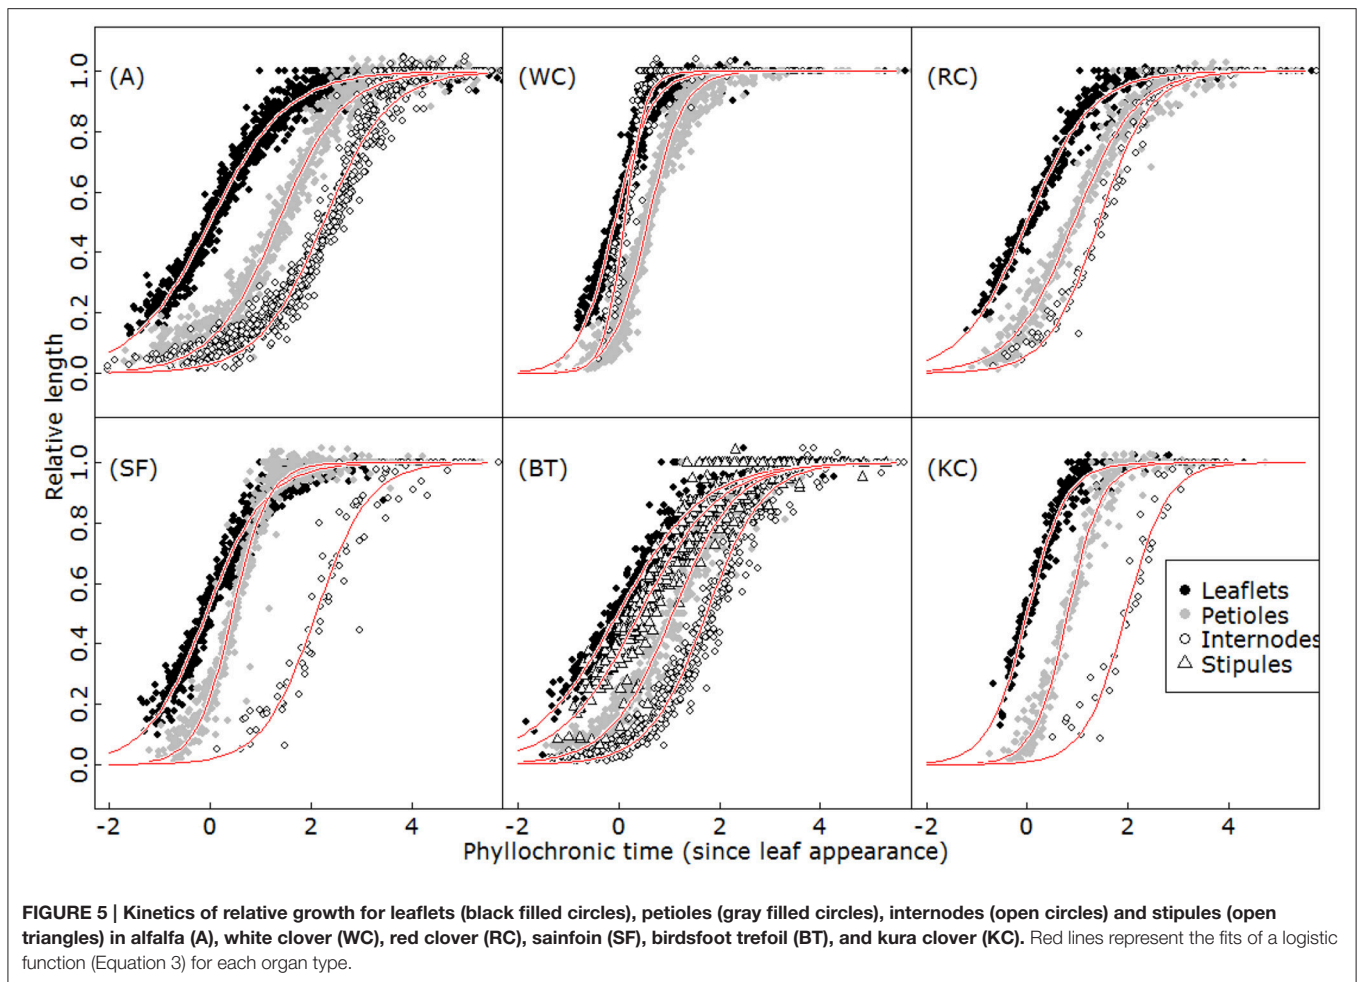 (A)
(WC)
(RC)
1.0
0.8
0.6
0.4
0.2
0.0
Relative length
(SF)
(BT)
(KC)
1.0
0.8
0.6
0.4
0.2
0.0
Leaflets
Petioles
Internodes
Stipules
-2 0 2 4 -2 0 2 4 -2 0 2 4
Phyllochronic time (since leaf appearance)
FIGURE 5 | Kinetics of relative growth for leaflets (black filled circles), petioles (gray filled circles), internodes (open circles) and stipules (open
triangles) in alfalfa (A), white clover (WC), red clover (RC), sainfoin (SF), birdsfoot trefoil (BT), and kura clover (KC). Red lines represent the fits of a logistic
function (Equation 3) for each organ type.